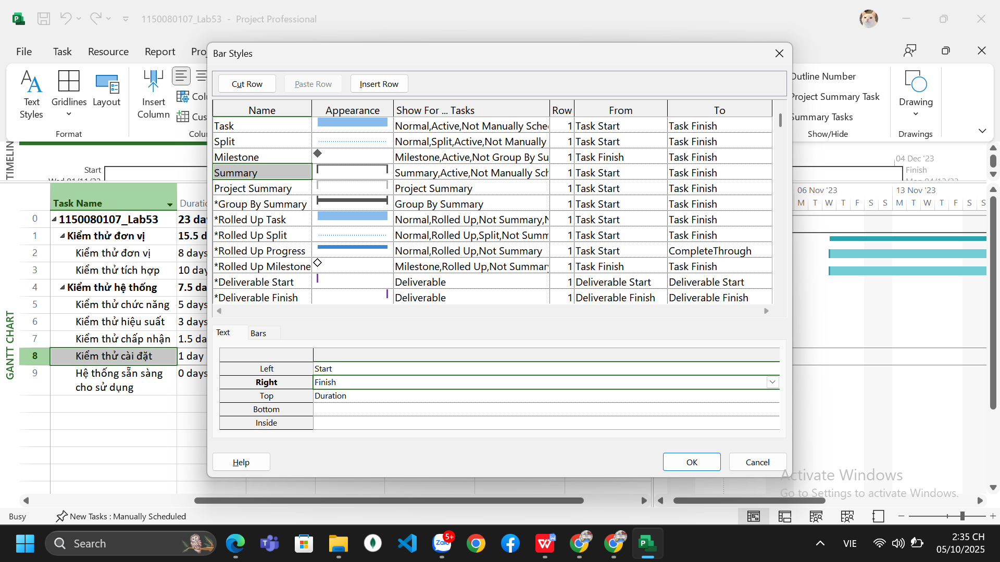 1150080107_Lab53 - Project Professional
File Task Resource Report
Bar Styles
Cut Row Paste Row Insert Row
Text Styles
Gridlines
Layout
Insert Column
Format
Outline Number
Project Summary Task
Summary Tasks
Show/Hide
Drawing
Drawings
Name Appearance Show For ... Tasks Row From To
Task Normal,Active,Not Manually 1 Task Start Task Finish
Split Normal,Split,Active,Not Manually 1 Task Start Task Finish
Milestone Milestone,Active,Not Group By 1 Task Finish Task Finish
Summary Summary,Active,Not Manually 1 Task Start Task Finish
Project Summary Project Summary 1 Task Start Task Finish
*Group By Summary Group By Summary 1 Task Start Task Finish
*Rolled Up Task Normal,Rolled Up,Not Summary, 1 Task Start Task Finish
*Rolled Up Split Normal,Rolled Up,Split,Not 1 Task Start Task Finish
*Rolled Up Progress Normal,Rolled Up,Not Summary 1 Task Start CompleteThrough
*Rolled Up Milestone Milestone,Rolled Up,Not 1 Task Finish Task Finish
*Deliverable Start Deliverable 1 Deliverable Start Deliverable Start
*Deliverable Finish Deliverable 1 Deliverable Finish Deliverable Finish
Text Bars
Left Start
Right Finish
Top Duration
Bottom
Inside
Help OK Cancel
Start
04 Dec '23
Finish
06 Nov '23 13 Nov '23
M T W T F S S M T W T F S S
GANTT CHART
Task Name
0 1150080107_Lab53 23
1 Kiểm thử đơn vị 15.5
2 Kiểm thử đơn vị 8 days
3 Kiểm thử tích hợp 10
4 Kiểm thử hệ thống 7.5
5 Kiểm thử chức năng 5 days
6 Kiểm thử hiệu suất 3 days
7 Kiểm thử chấp nhận 1.5
8 Kiểm thử cài đặt 1 day
9 Hệ thống sẵn sàng cho sử dụng 0 days
Activate Windows
Go to Settings to activate Windows.
Busy New Tasks : Manually Scheduled
Search
5+
Zalo
VIE
2:35 CH
05/10/2025